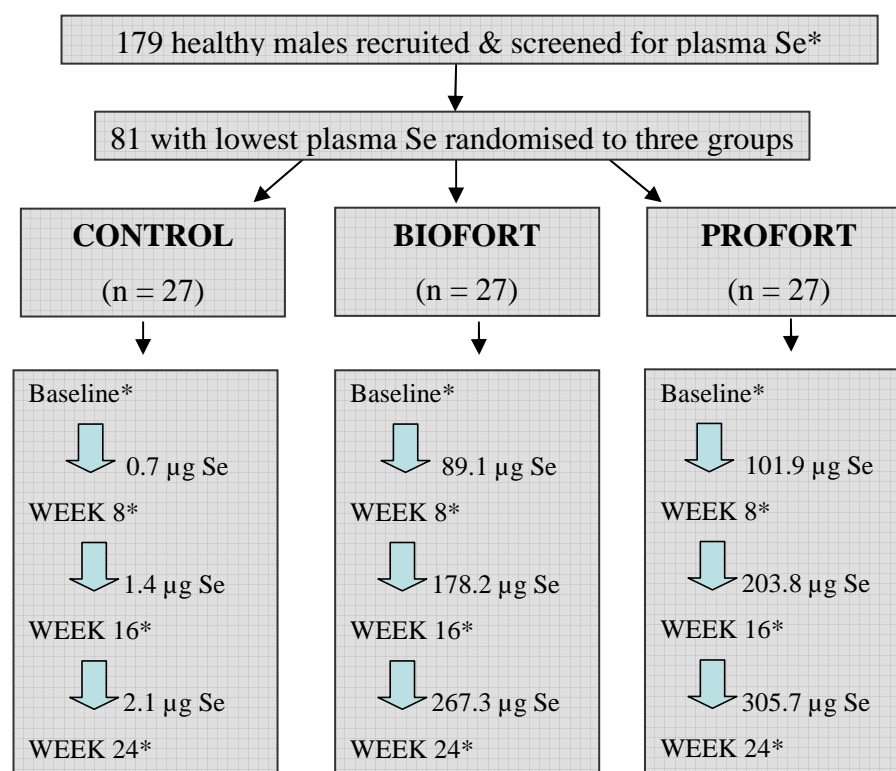 179 healthy males recruited & screened for plasma Se*
81 with lowest plasma Se randomised to three groups
CONTROL
(n = 27)
BIOFORT
(n = 27)
PROFORT
(n = 27)
Baseline*
0.7 µg Se
WEEK 8*
1.4 µg Se
WEEK 16*
2.1 µg Se
WEEK 24*
Baseline*
89.1 µg Se
WEEK 8*
178.2 µg Se
WEEK 16*
267.3 µg Se
WEEK 24*
Baseline*
101.9 µg Se
WEEK 8*
203.8 µg Se
WEEK 16*
305.7 µg Se
WEEK 24*